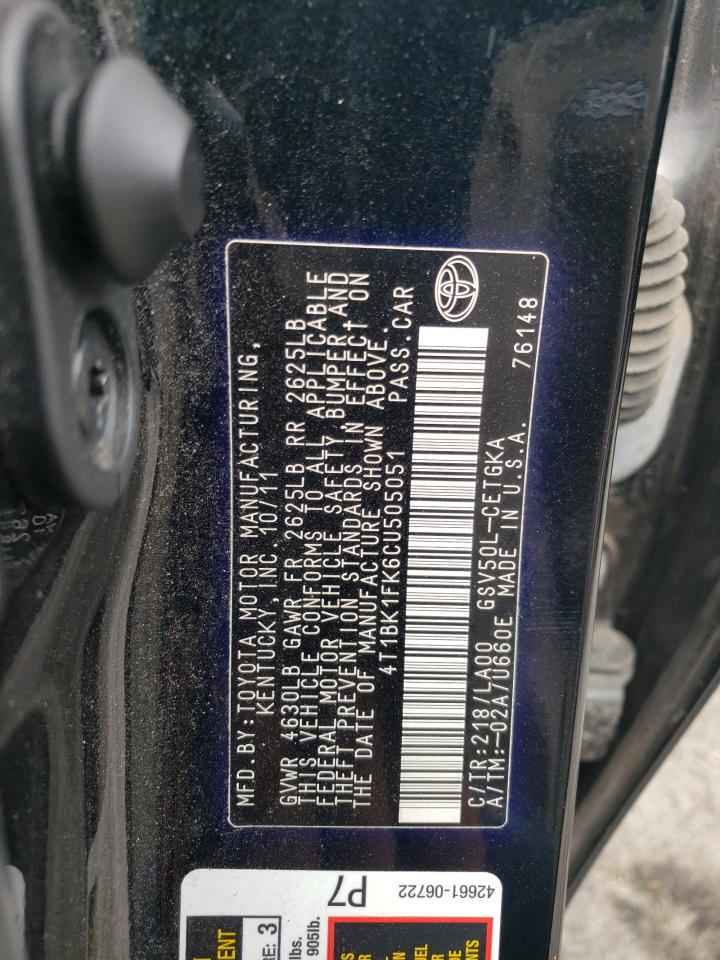 MFD.BY:TOYOTA MOTOR MANUFACTURING,
KENTUCKY,INC. 10/11
GVWR 4630LB GAWR FR 2625LB RR 2625LB
THIS VEHICLE CONFORMS TO ALL APPLICABLE
FEDERAL MOTOR VEHICLE SAFETY, BUMPER,AND
THEFT PREVENTION STANDARDS IN EFFECT ON
THE DATE OF MANUFACTURE SHOWN ABOVE.
4T1BK1FK6CU505051 PASS.CAR
C/TR:218/LA00 GSV50L-CETGKA
A/TM:-02A/U660E MADE IN U.S.A. 76148
P7
42661-06722
3
lbs.
905lb.